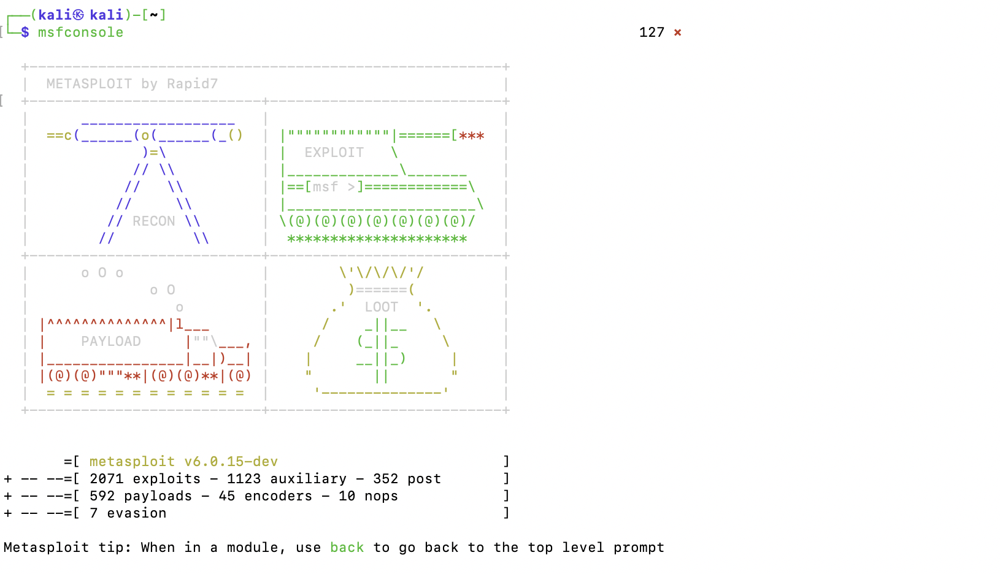 ┌──(kali㉿kali)-[~]
└─$ msfconsole 127 ⨯
METASPLOIT by Rapid7
==c(______(o(______(_()
|""""""""""""|======[***
)=\
| EXPLOIT \
// \\
|_____________\_______
// \\
|==[msf >]============\
// \\
|______________________\
// RECON \\
\(@)(@)(@)(@)(@)(@)(@)/
// \\
*********************
o O o
\'\/\/\/'/
o O
)======(
o
.' LOOT '.
|^^^^^^^^^^^^^^|l___
/ _||__ \
| PAYLOAD |""\___,
/ (_||_ \
|________________|__|)__|
| __||_) |
|(@)(@)"""**|(@)(@)**|(@)
" || "
= = = = = = = = = = = =
'--------------'
=[ metasploit v6.0.15-dev ]
+ -- --=[ 2071 exploits - 1123 auxiliary - 352 post ]
+ -- --=[ 592 payloads - 45 encoders - 10 nops ]
+ -- --=[ 7 evasion ]
Metasploit tip: When in a module, use back to go back to the top level prompt